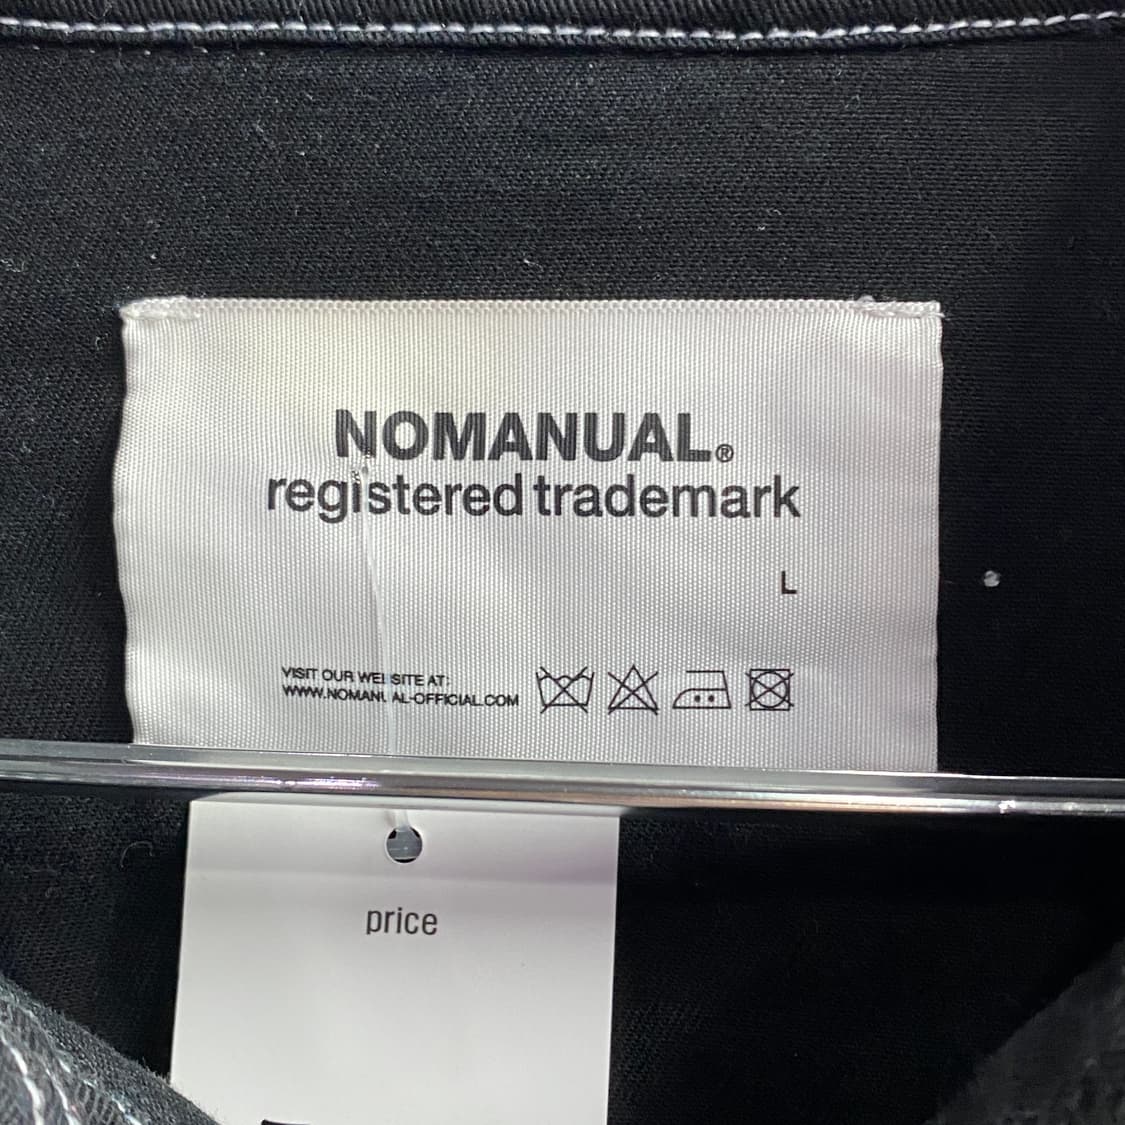 NOMANUAL®
registered trademark
L
VISIT OUR WEBSITE AT:
WWW.NOMANUAL-OFFICIAL.COM
price